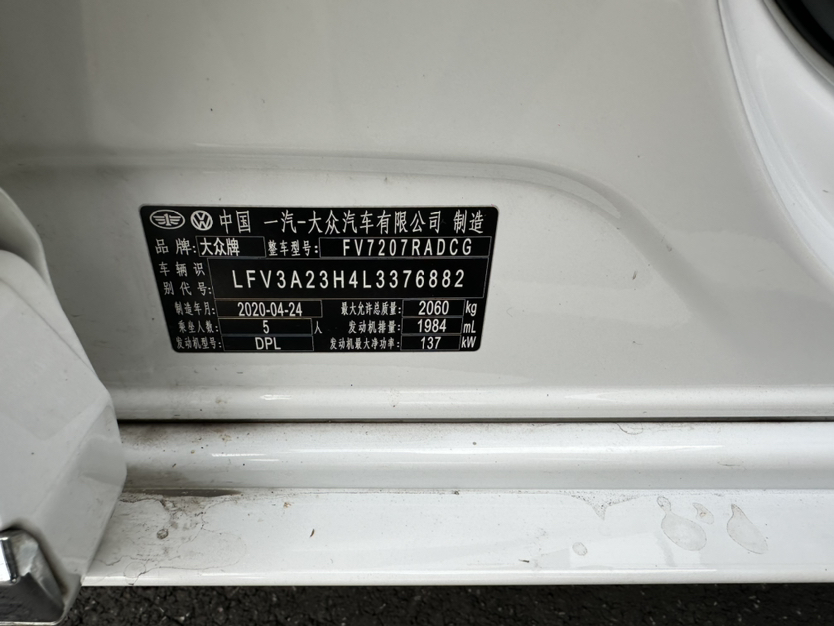 中国 一汽-大众汽车有限公司 制造
品牌: 大众牌 整车型号: FV7207RADCG
车辆识别代号: LFV3A23H4L3376882
制造年月: 2020-04-24 最大允许总质量: 2060 kg
乘坐人数: 5 人 发动机排量: 1984 mL
发动机型号: DPL 发动机最大净功率: 137 kW